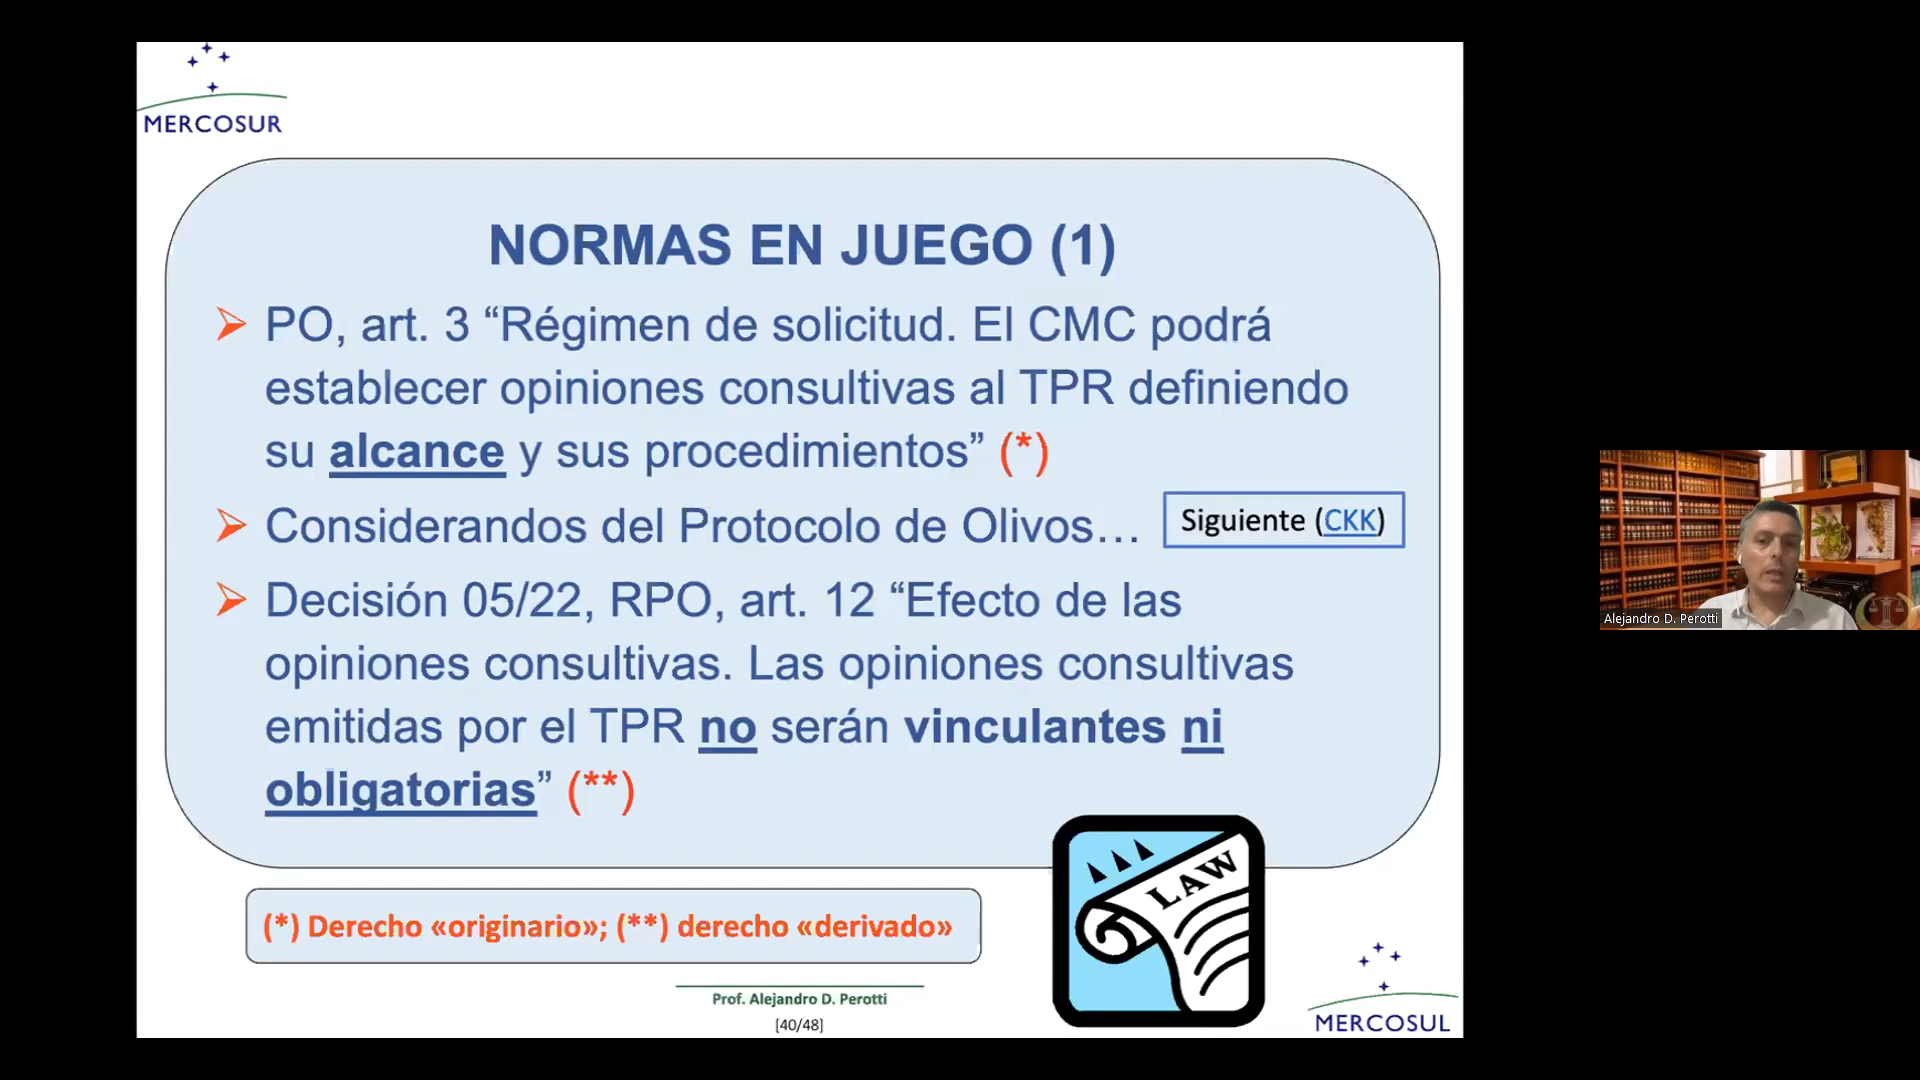 MERCOSUR
NORMAS EN JUEGO (1)
PO, art. 3 “Régimen de solicitud. El CMC podrá
establecer opiniones consultivas al TPR definiendo
su alcance y sus procedimientos” (*)
Considerandos del Protocolo de Olivos…
Siguiente (CKK)
Decisión 05/22, RPO, art. 12 “Efecto de las
opiniones consultivas. Las opiniones consultivas
emitidas por el TPR no serán vinculantes ni
obligatorias” (**)
LAW
(*) Derecho «originario»; (**) derecho «derivado»
Prof. Alejandro D. Perotti
[40/48]
MERCOSUL
Alejandro D. Perotti